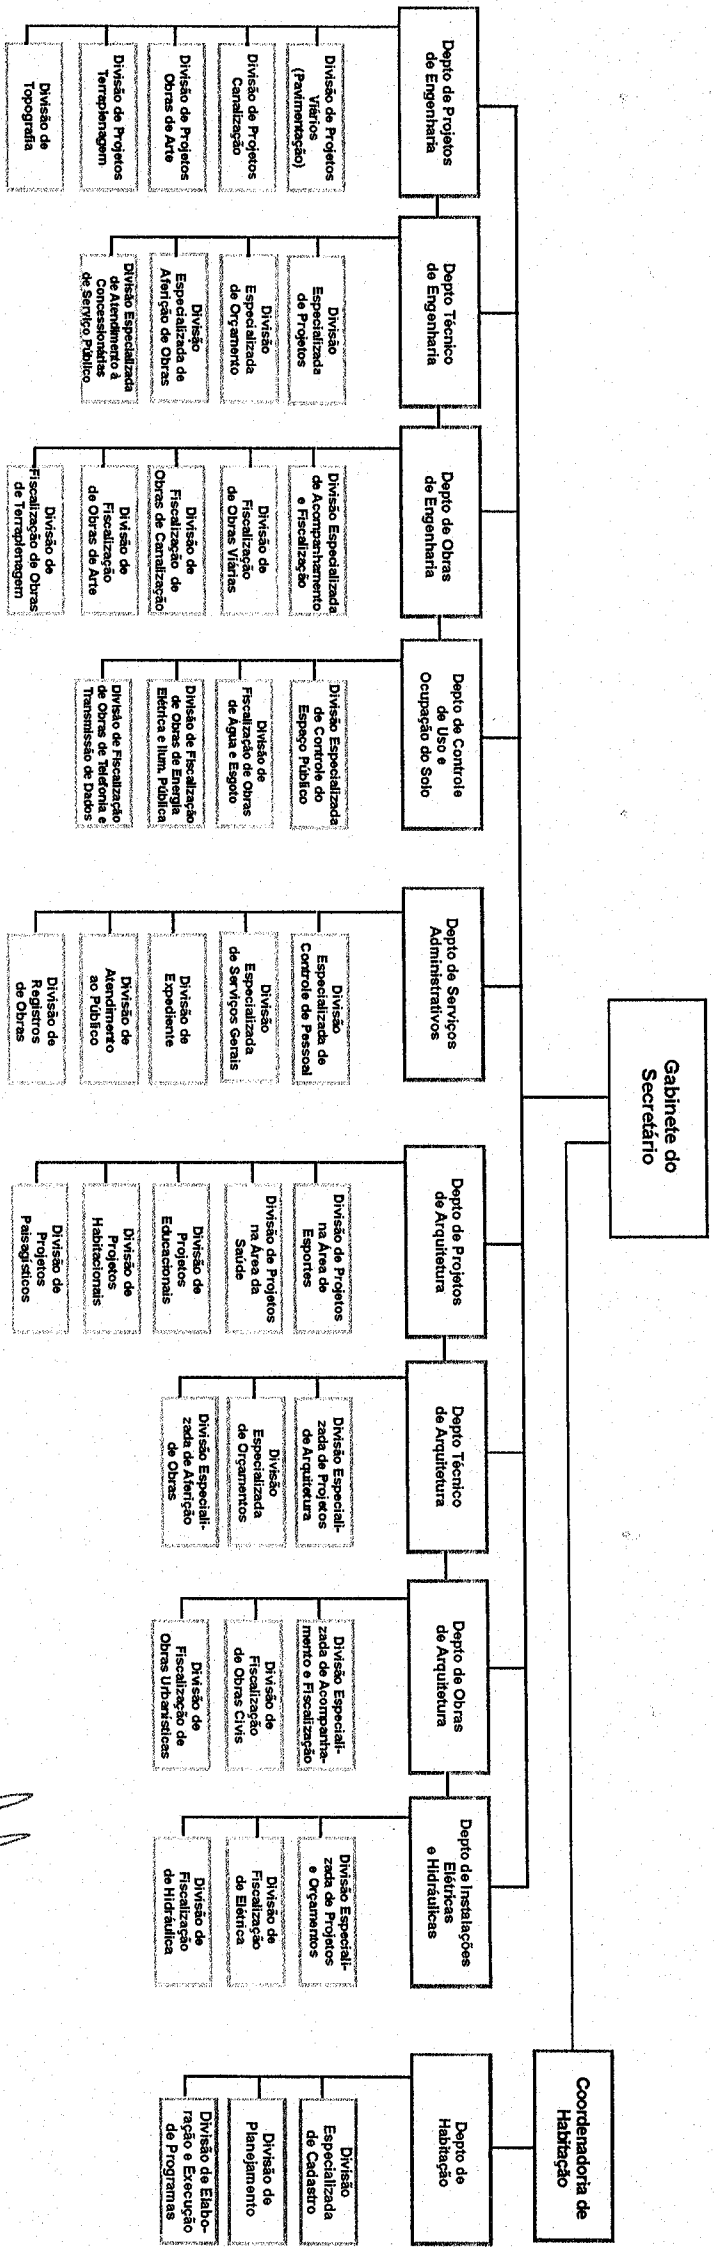 Gabinete do
Secretário
Coordenadoria de
Habitação
Depto de Projetos
de Engenharia
Divisão de Projetos
Viários
(Pavimentação)
Divisão de Projetos
Canalização
Divisão de Projetos
Obras de Arte
Divisão de Projetos
Terraplenagem
Divisão de
Topografia
Depto Técnico
de Engenharia
Divisão
Especializada
de Projetos
Divisão
Especializada
de Orçamento
Divisão
Especializada de
Aferição de Obras
Divisão Especializada
de Atendimento à
Concessionárias
de Serviço Público
Depto de Obras
de Engenharia
Divisão Especializada
de Acompanhamento
e Fiscalização
Divisão de
Fiscalização
de Obras Viárias
Divisão de
Fiscalização de
Obras de Canalização
Divisão de
Fiscalização
de Obras de Arte
Divisão de
Fiscalização de Obras
de Terraplenagem
Depto de Controle
de Uso e
Ocupação do Solo
Divisão Especializada
de Controle do
Espaço Público
Divisão de
Fiscalização de Obras
de Água e Esgoto
Divisão de Fiscalização
de Obras de Energia
Elétrica e Ilum. Pública
Divisão de Fiscalização
de Obras de Telefonia e
Transmissão de Dados
Depto de Serviços
Administrativos
Divisão
Especializada de
Controle de Pessoal
Divisão
Especializada
de Serviços Gerais
Divisão de
Expediente
Divisão de
Atendimento
ao Público
Divisão de
Registros
de Obras
Depto de Projetos
de Arquitetura
Divisão de Projetos
na Área de
Esportes
Divisão de Projetos
na Área da
Saúde
Divisão de
Projetos
Educacionais
Divisão de
Projetos
Habitacionais
Divisão de
Projetos
Paisagísticos
Depto Técnico
de Arquitetura
Divisão Especiali-
zada de Projetos
de Arquitetura
Divisão
Especializada
de Orçamentos
Divisão Especiali-
zada de Aferição
de Obras
Depto de Obras
de Arquitetura
Divisão Especiali-
zada de Acompanha-
mento e Fiscalização
Divisão de
Fiscalização
de Obras Civis
Divisão de
Fiscalização de
Obras Urbanísticas
Depto de Instalações
Elétricas
e Hidráulicas
Divisão Especiali-
zada de Projetos
e Orçamentos
Divisão de
Fiscalização
de Elétrica
Divisão de
Fiscalização
de Hidráulica
Depto de
Habitação
Divisão
Especializada
de Cadastro
Divisão de
Planejamento
Divisão de Elabo-
ração e Execução
de Programas